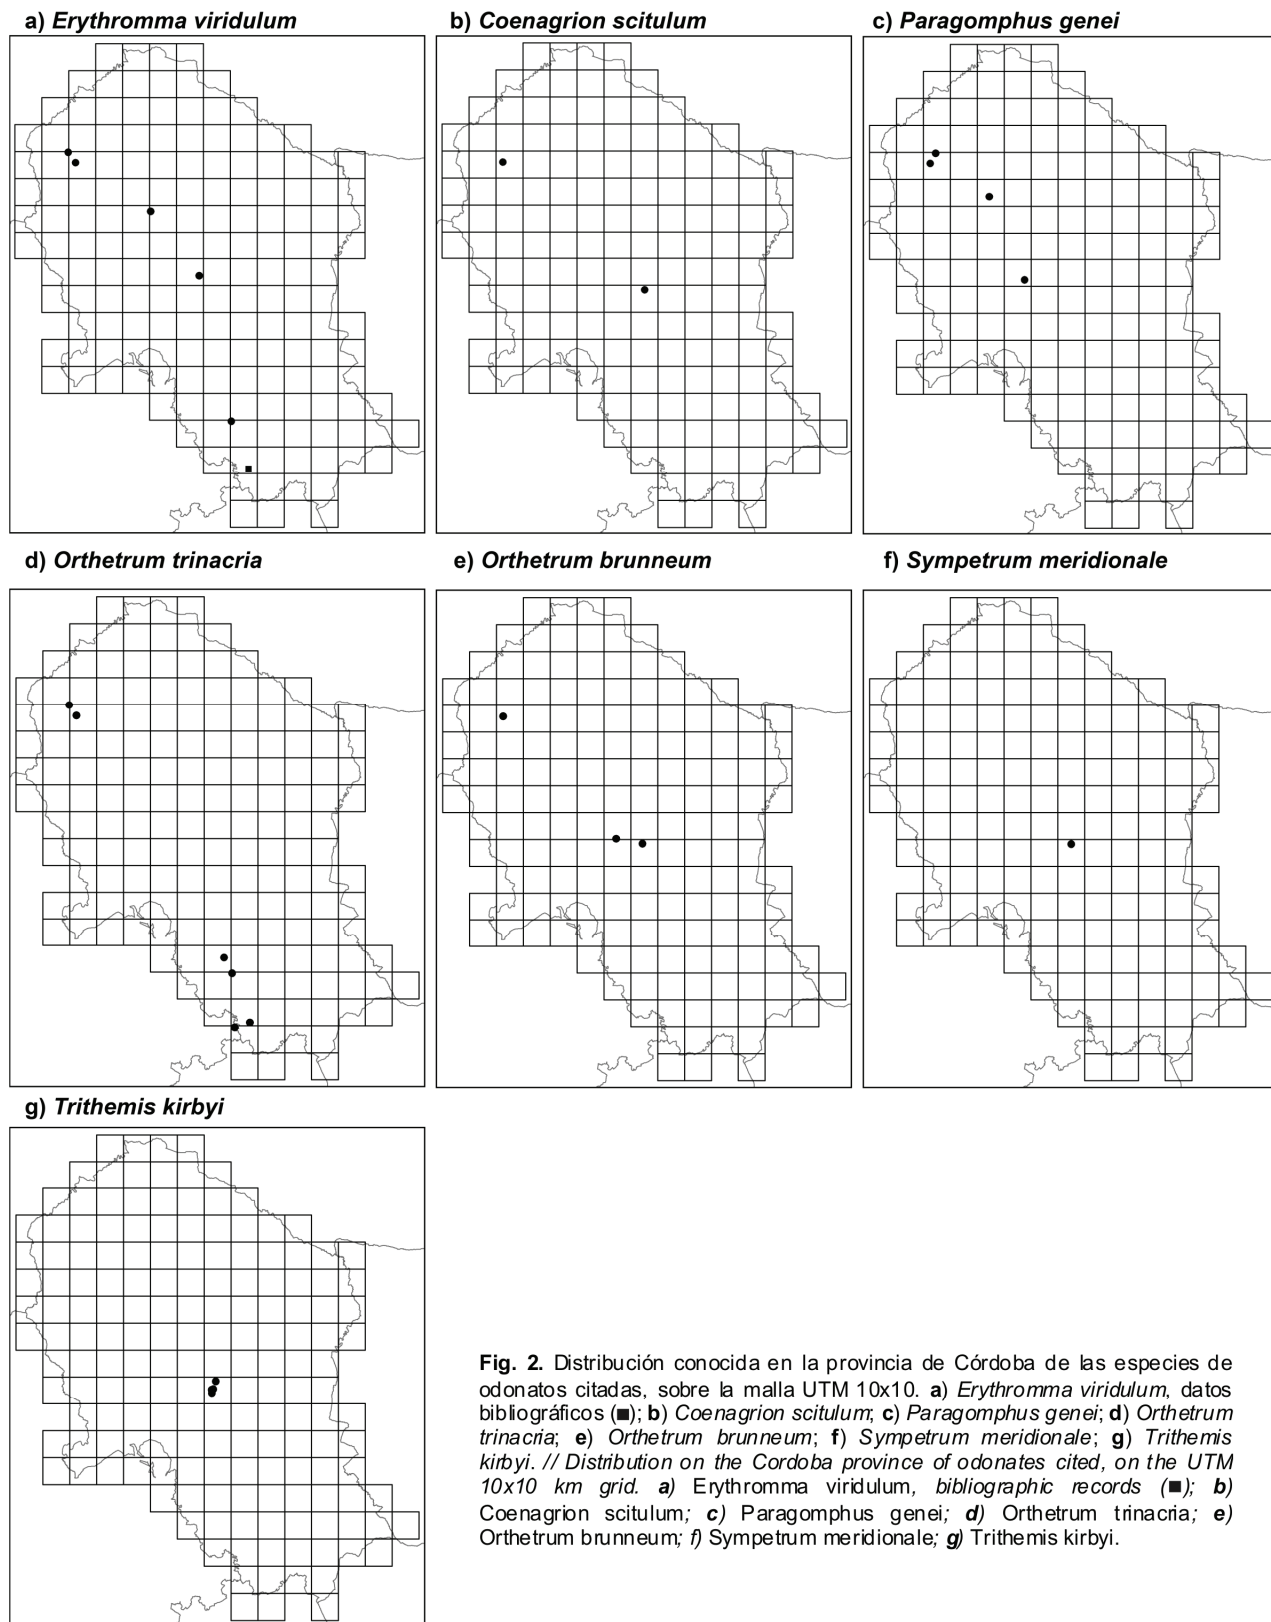 a) Erythromma viridulum
b) Coenagrion scitulum
c) Paragomphus genei
d) Orthetrum trinacria
e) Orthetrum brunneum
f) Sympetrum meridionale
g) Trithemis kirbyi
Fig. 2. Distribución conocida en la provincia de Córdoba de las especies de
odonatos citadas, sobre la malla UTM 10x10. a) Erythromma viridulum, datos
bibliográficos (■); b) Coenagrion scitulum; c) Paragomphus genei; d) Orthetrum
trinacria; e) Orthetrum brunneum; f) Sympetrum meridionale; g) Trithemis
kirbyi. // Distribution on the Cordoba province of odonates cited, on the UTM
10x10 km grid. a) Erythromma viridulum, bibliographic records (■); b)
Coenagrion scitulum; c) Paragomphus genei; d) Orthetrum trinacria; e)
Orthetrum brunneum; f) Sympetrum meridionale; g) Trithemis kirbyi.